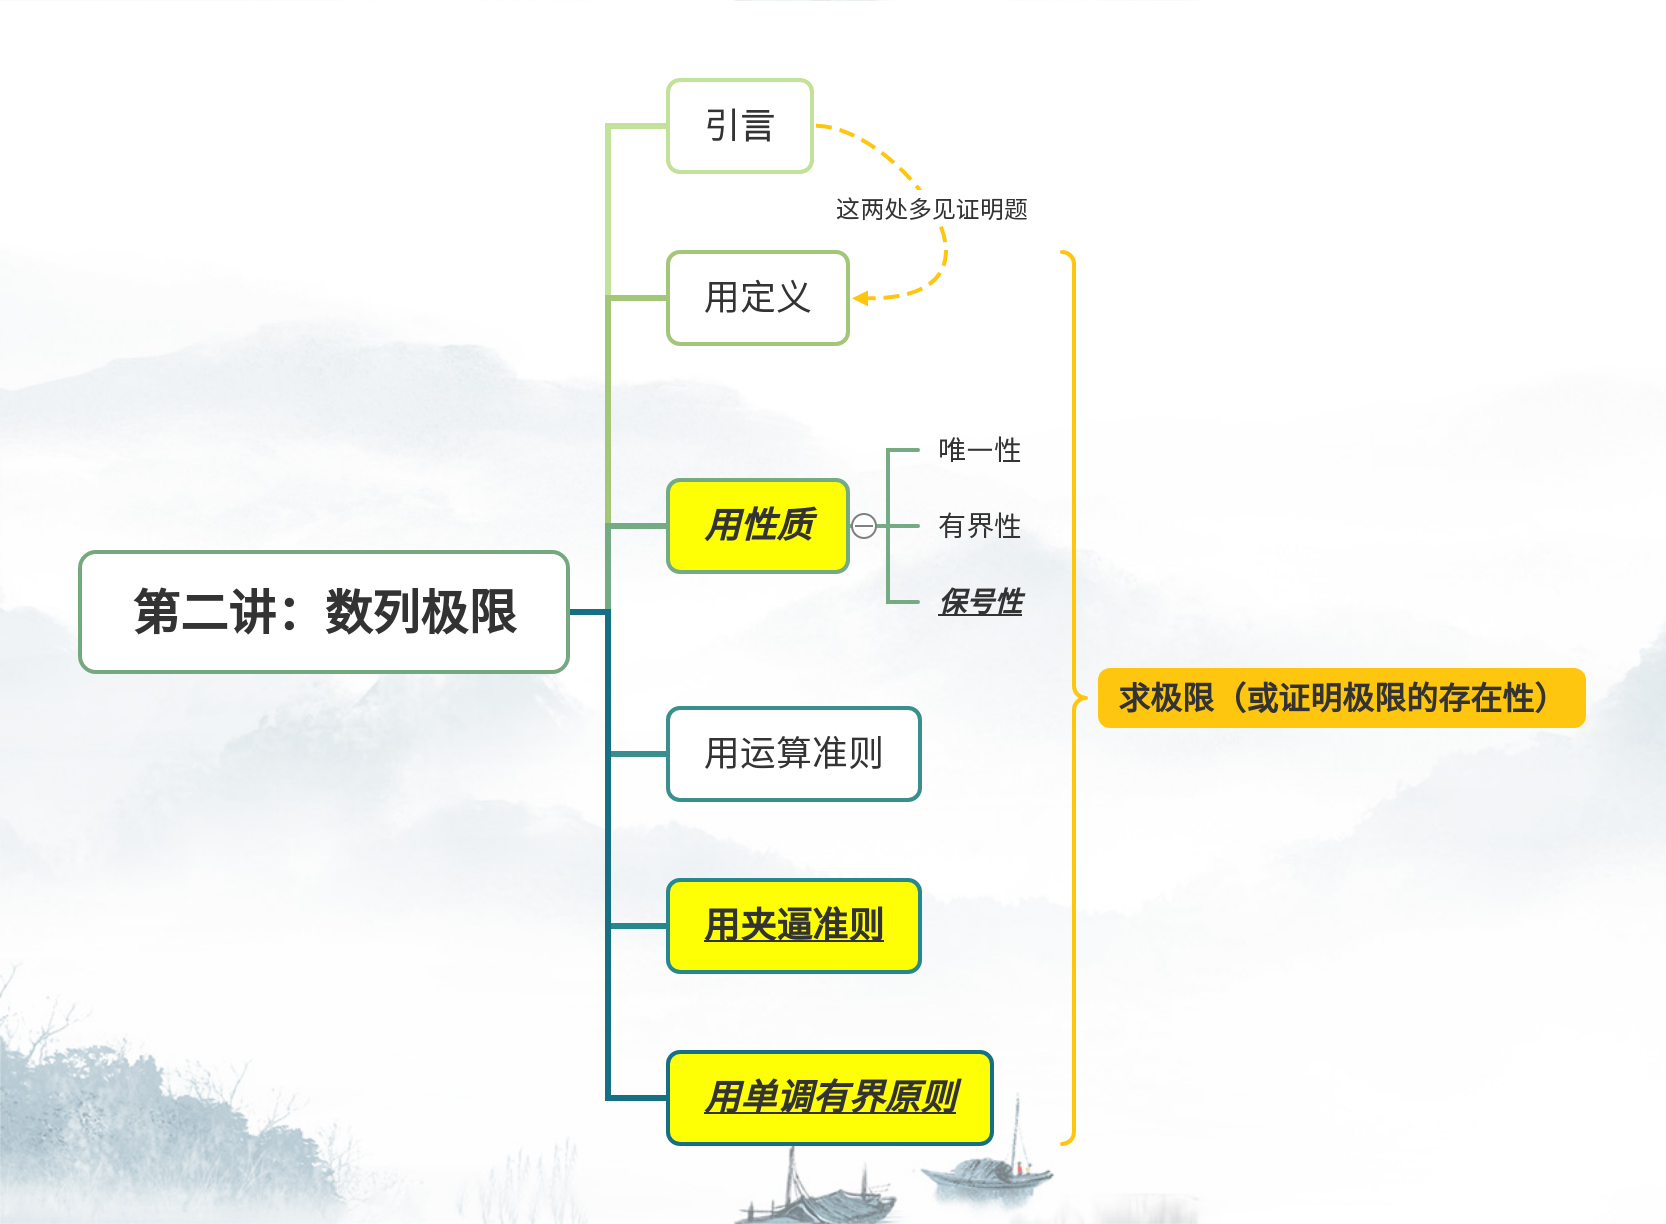 引言
这两处多见证明题
用定义
唯一性
用性质
有界性
保号性
第二讲：数列极限
求极限（或证明极限的存在性）
用运算准则
用夹逼准则
用单调有界原则